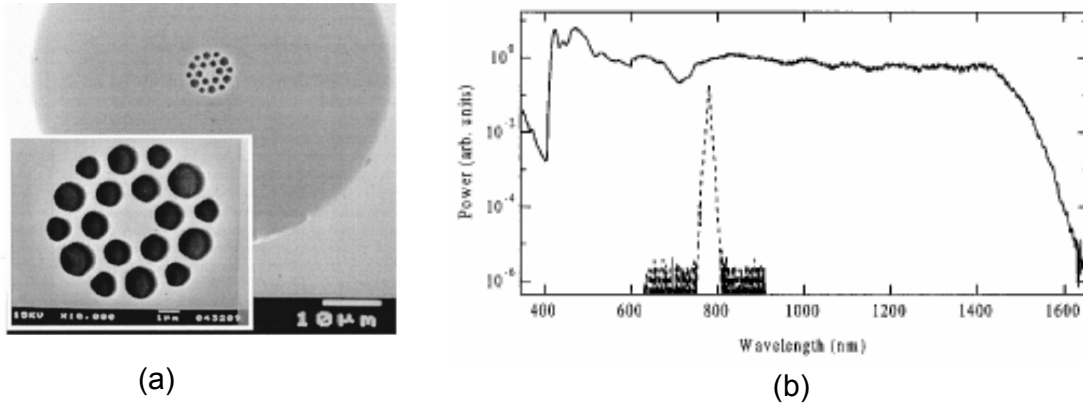 15KV X10.000 1µm 043209
10µm
(a)
Power (arb. units)
10⁰
10⁻²
10⁻⁴
10⁻⁶
400 600 800 1000 1200 1400 1600
Wavelength (nm)
(b)